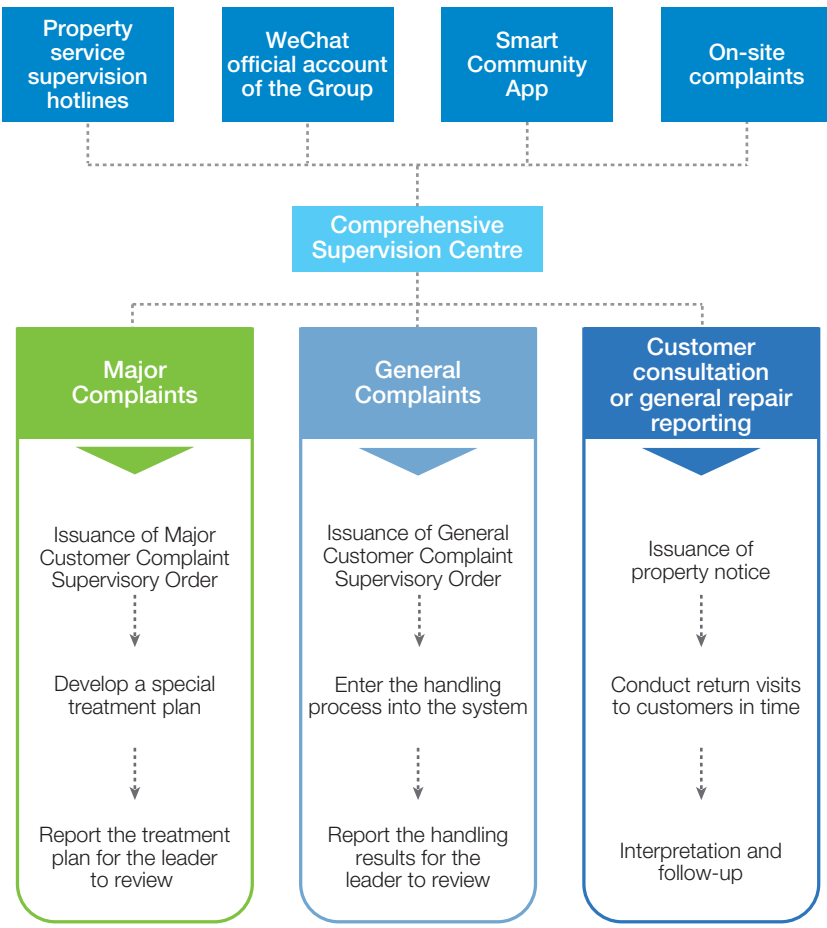 Property
service
supervision
hotlines
WeChat
official account
of the Group
Smart
Community
App
On-site
complaints
Comprehensive
Supervision Centre
Major
Complaints
General
Complaints
Customer
consultation
or general repair
reporting
Issuance of Major
Customer Complaint
Supervisory Order
Develop a special
treatment plan
Report the treatment
plan for the leader
to review
Issuance of General
Customer Complaint
Supervisory Order
Enter the handling
process into the system
Report the handling
results for the
leader to review
Issuance of
property notice
Conduct return visits
to customers in time
Interpretation and
follow-up